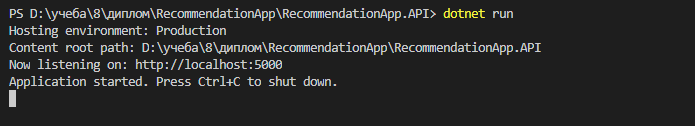 PS D:\учеба\8\диплом\RecommendationApp\RecommendationApp.API> dotnet run
Hosting environment: Production
Content root path: D:\учеба\8\диплом\RecommendationApp\RecommendationApp.API
Now listening on: http://localhost:5000
Application started. Press Ctrl+C to shut down.